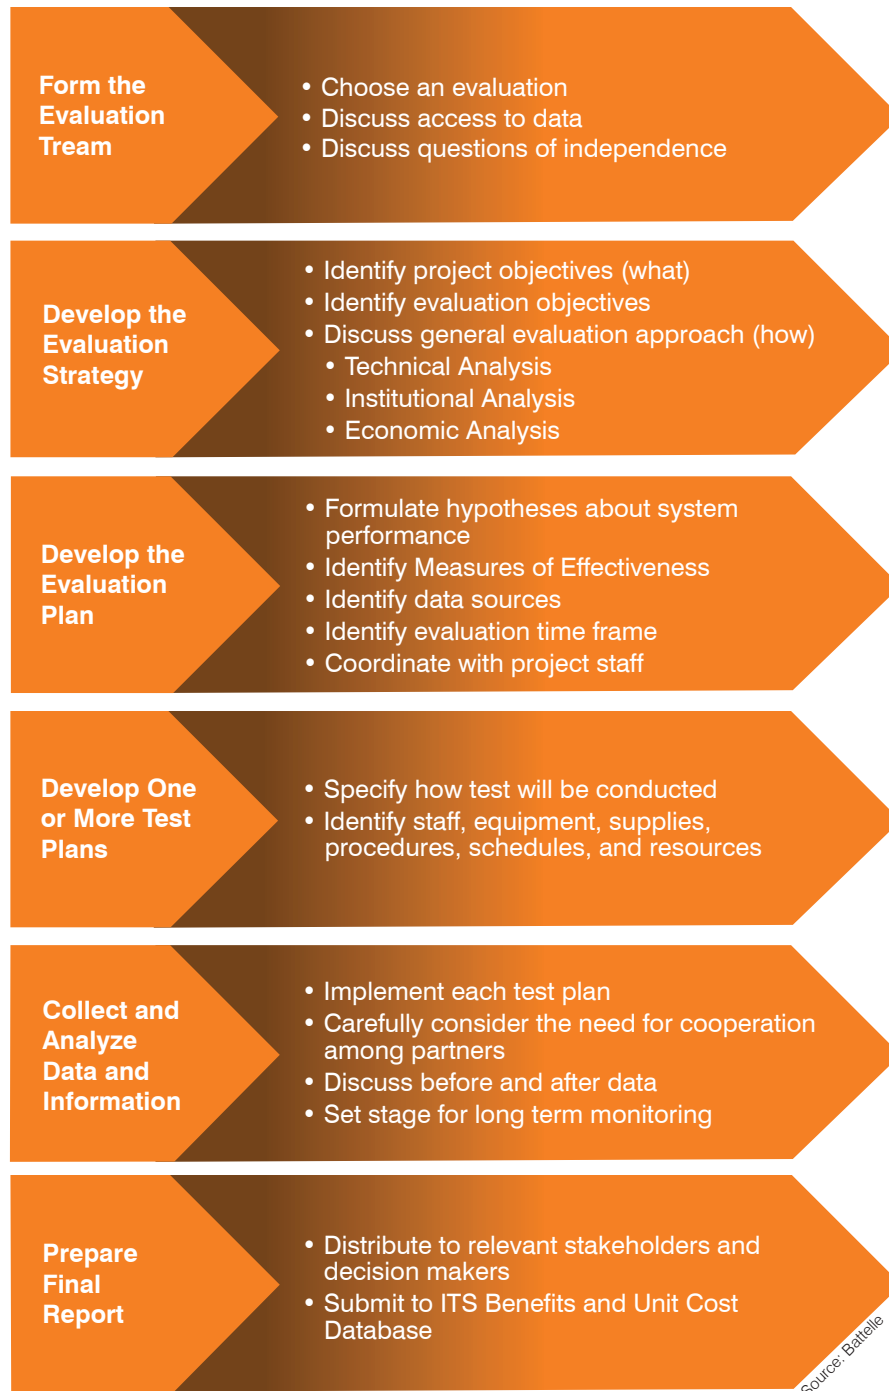 Form the
Evaluation
Tream
• Choose an evaluation
• Discuss access to data
• Discuss questions of independence
Develop the
Evaluation
Strategy
• Identify project objectives (what)
• Identify evaluation objectives
• Discuss general evaluation approach (how)
• Technical Analysis
• Institutional Analysis
• Economic Analysis
Develop the
Evaluation
Plan
• Formulate hypotheses about system
performance
• Identify Measures of Effectiveness
• Identify data sources
• Identify evaluation time frame
• Coordinate with project staff
Develop One
or More Test
Plans
• Specify how test will be conducted
• Identify staff, equipment, supplies,
procedures, schedules, and resources
Collect and
Analyze
Data and
Information
• Implement each test plan
• Carefully consider the need for cooperation
among partners
• Discuss before and after data
• Set stage for long term monitoring
Prepare
Final
Report
• Distribute to relevant stakeholders and
decision makers
• Submit to ITS Benefits and Unit Cost
Database
Source: Battelle